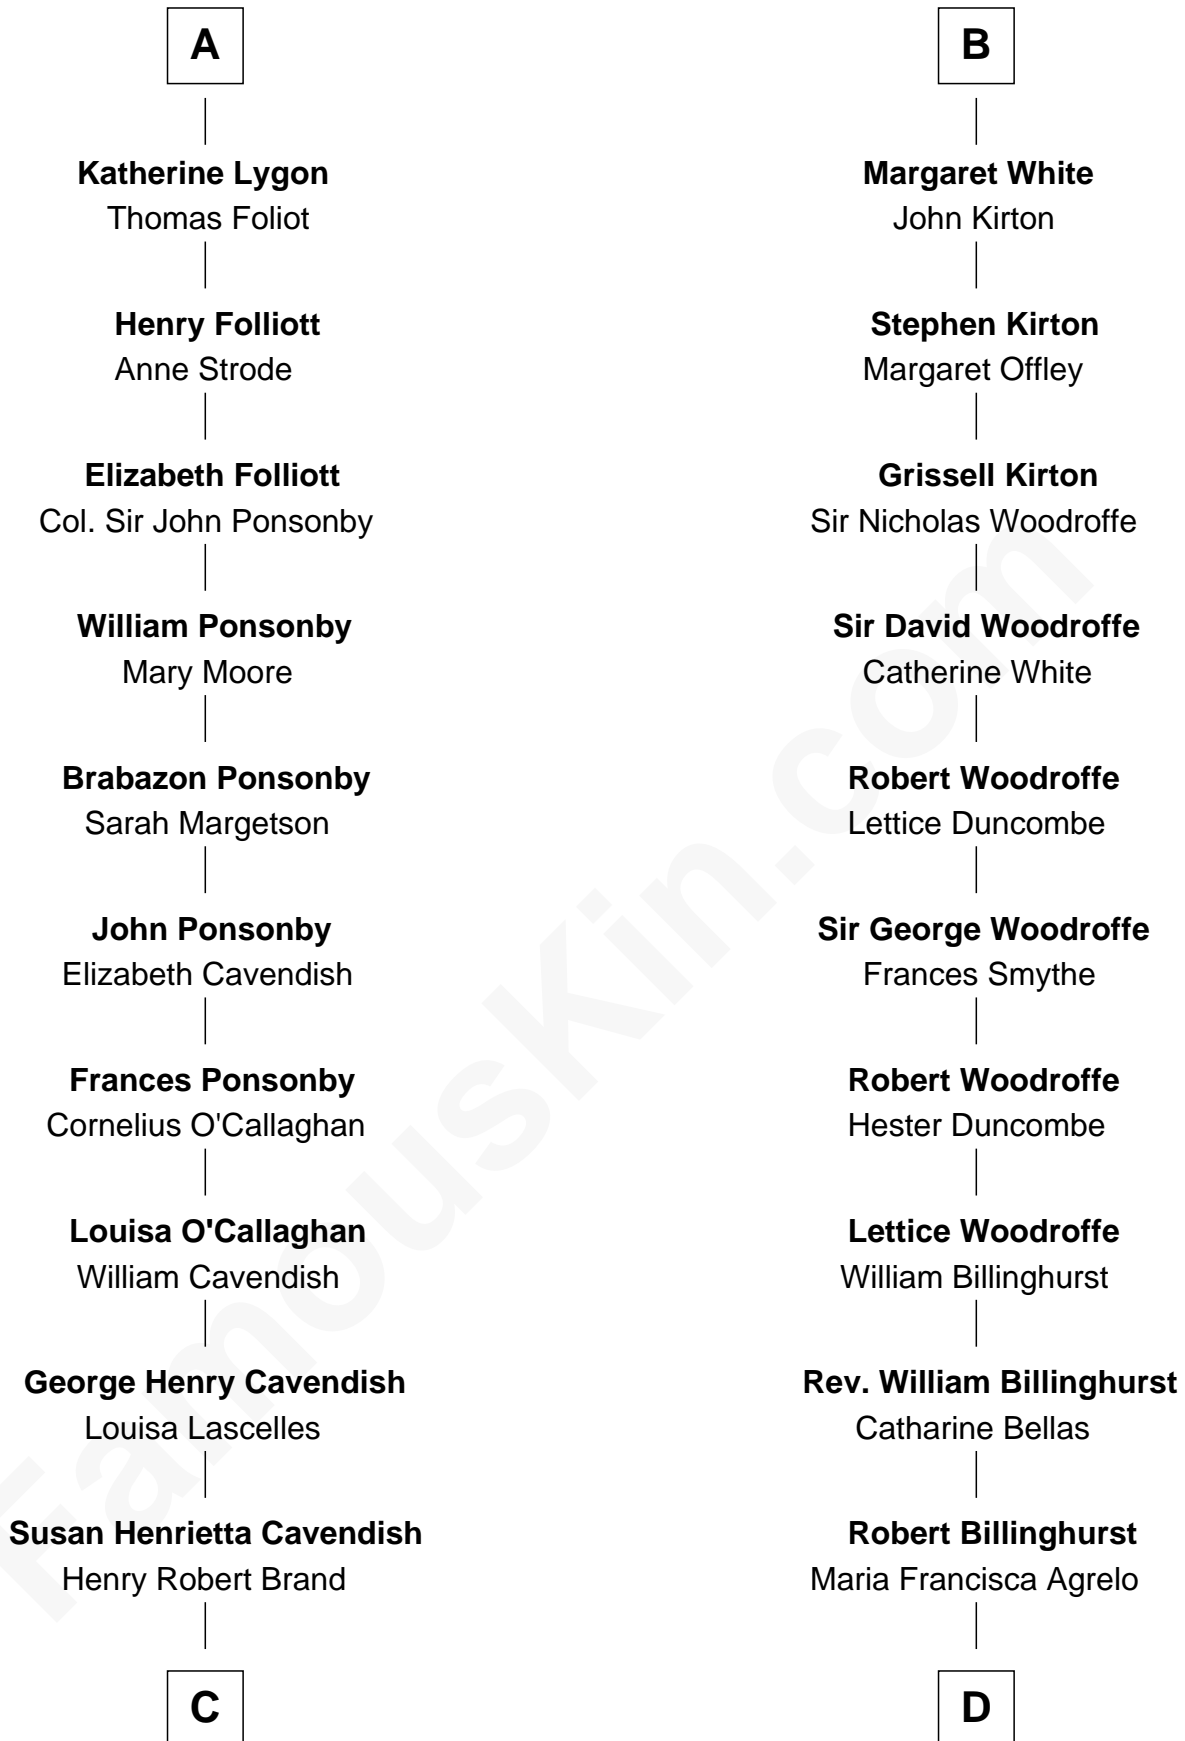 A
Katherine Lygon
Thomas Foliot
Henry Folliott
Anne Strode
Elizabeth Folliott
Col. Sir John Ponsonby
William Ponsonby
Mary Moore
Brabazon Ponsonby
Sarah Margetson
John Ponsonby
Elizabeth Cavendish
Frances Ponsonby
Cornelius O'Callaghan
Louisa O'Callaghan
William Cavendish
George Henry Cavendish
Louisa Lascelles
Susan Henrietta Cavendish
Henry Robert Brand
C
B
Margaret White
John Kirton
Stephen Kirton
Margaret Offley
Grissell Kirton
Sir Nicholas Woodroffe
Sir David Woodroffe
Catherine White
Robert Woodroffe
Lettice Duncombe
Sir George Woodroffe
Frances Smythe
Robert Woodroffe
Hester Duncombe
Lettice Woodroffe
William Billinghurst
Rev. William Billinghurst
Catharine Bellas
Robert Billinghurst
Maria Francisca Agrelo
D
FamousKin.com